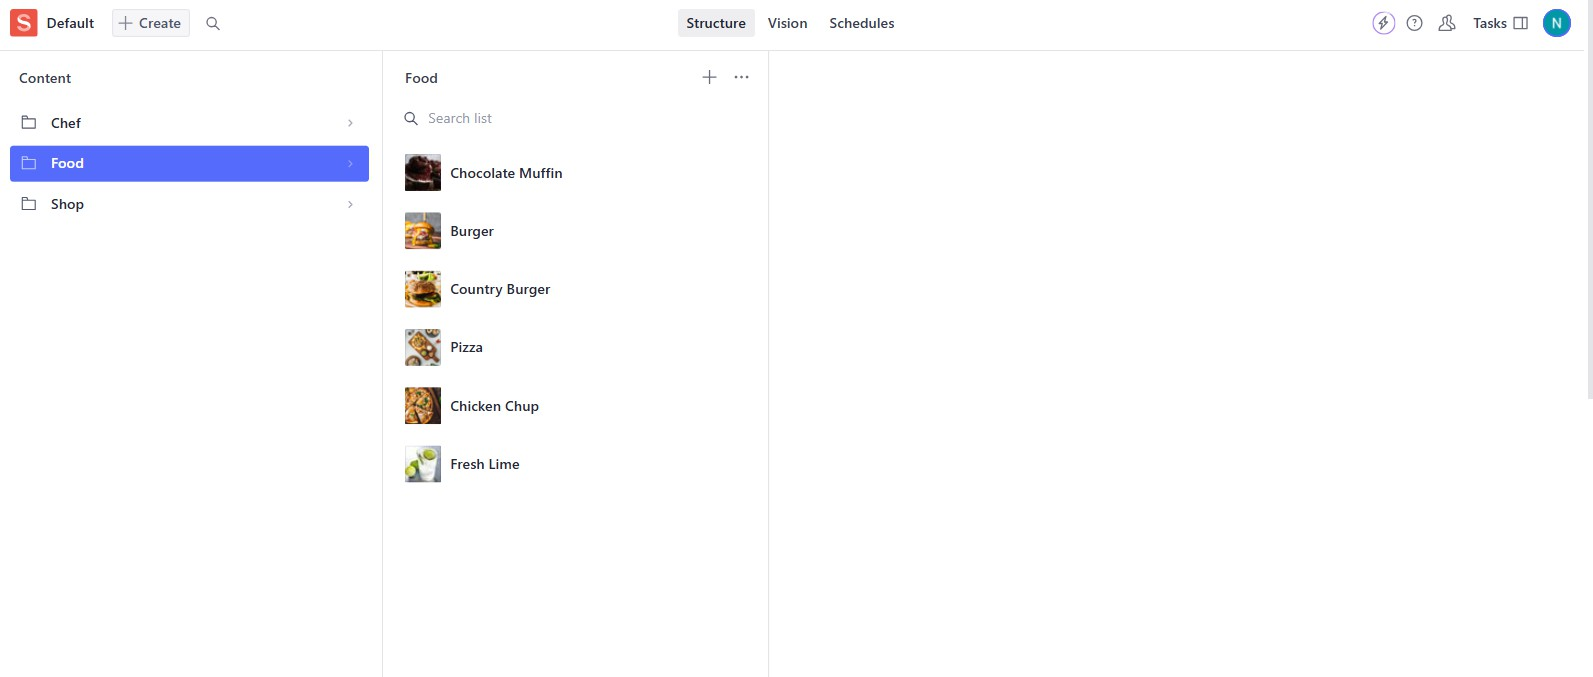 S Default + Create Structure Vision Schedules ? Tasks N
Content
Chef
Food
Shop
Food
Search list
Chocolate Muffin
Burger
Country Burger
Pizza
Chicken Chup
Fresh Lime